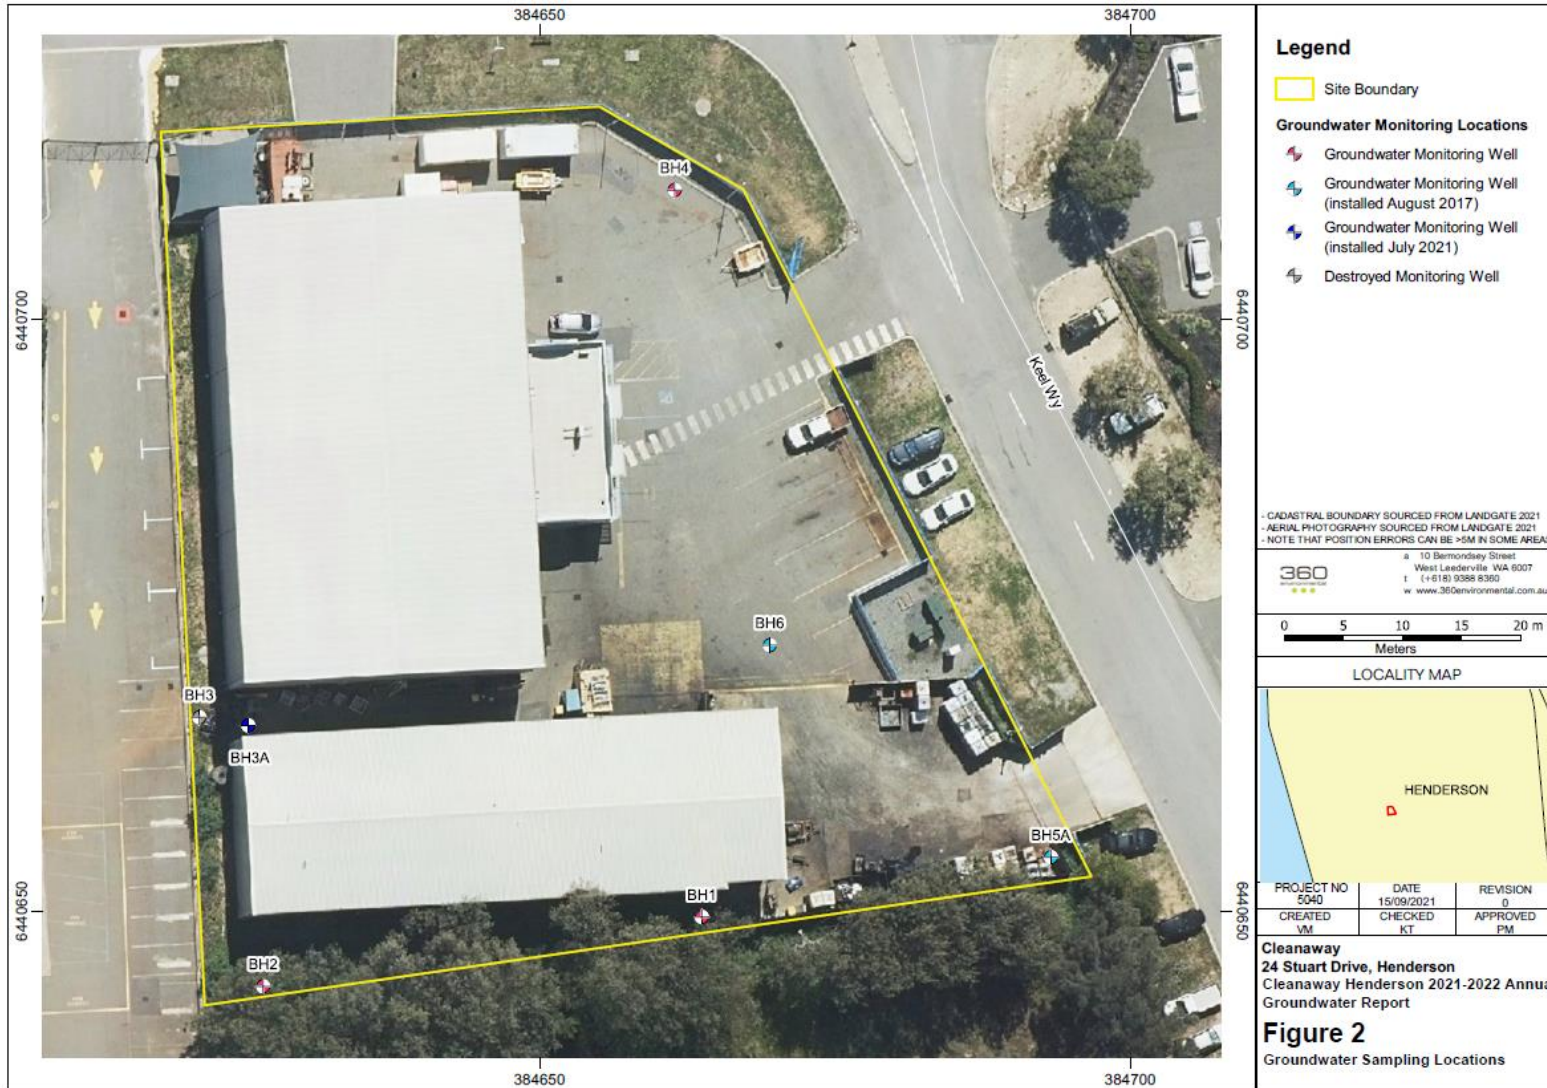 384650
384700
6440700
6440650
BH4
Keel Wy
BH6
BH3
BH3A
BH5A
BH1
BH2
6440700
6440650
384650
384700
Legend
Site Boundary
Groundwater Monitoring Locations
Groundwater Monitoring Well
Groundwater Monitoring Well
(installed August 2017)
Groundwater Monitoring Well
(installed July 2021)
Destroyed Monitoring Well
- CADASTRAL BOUNDARY SOURCED FROM LANDGATE 2021
- AERIAL PHOTOGRAPHY SOURCED FROM LANDGATE 2021
- NOTE THAT POSITION ERRORS CAN BE >5M IN SOME AREAS
360
environmental
a 10 Bermondsey Street
West Leederville WA 6007
t (+618) 9388 8360
w www.360environmental.com.au
0 5 10 15 20 m
Meters
LOCALITY MAP
HENDERSON
PROJECT NO DATE REVISION
5040 15/09/2021 0
CREATED CHECKED APPROVED
VM KT PM
Cleanaway
24 Stuart Drive, Henderson
Cleanaway Henderson 2021-2022 Annua
Groundwater Report
Figure 2
Groundwater Sampling Locations